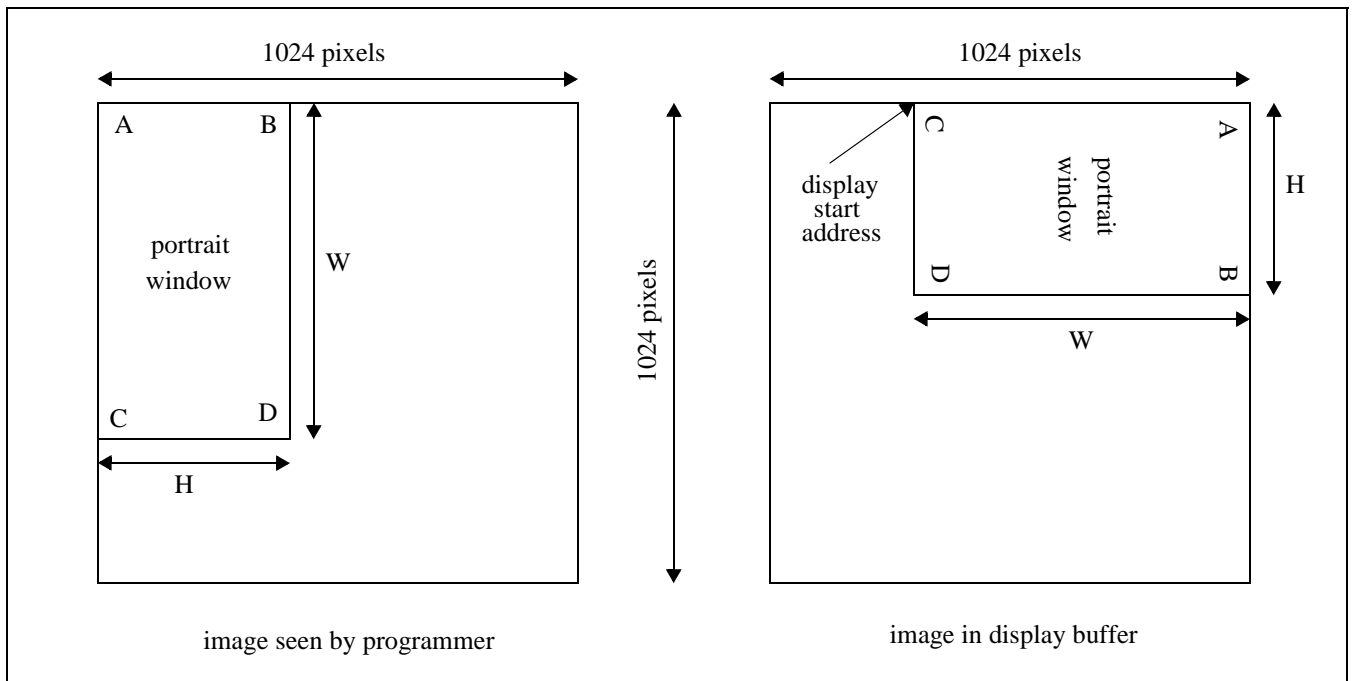 1024 pixels
A B
portrait
window
W
C D
H
image seen by programmer
1024 pixels
1024 pixels
C A
display
start
address
portrait
window
H
D B
W
image in display buffer